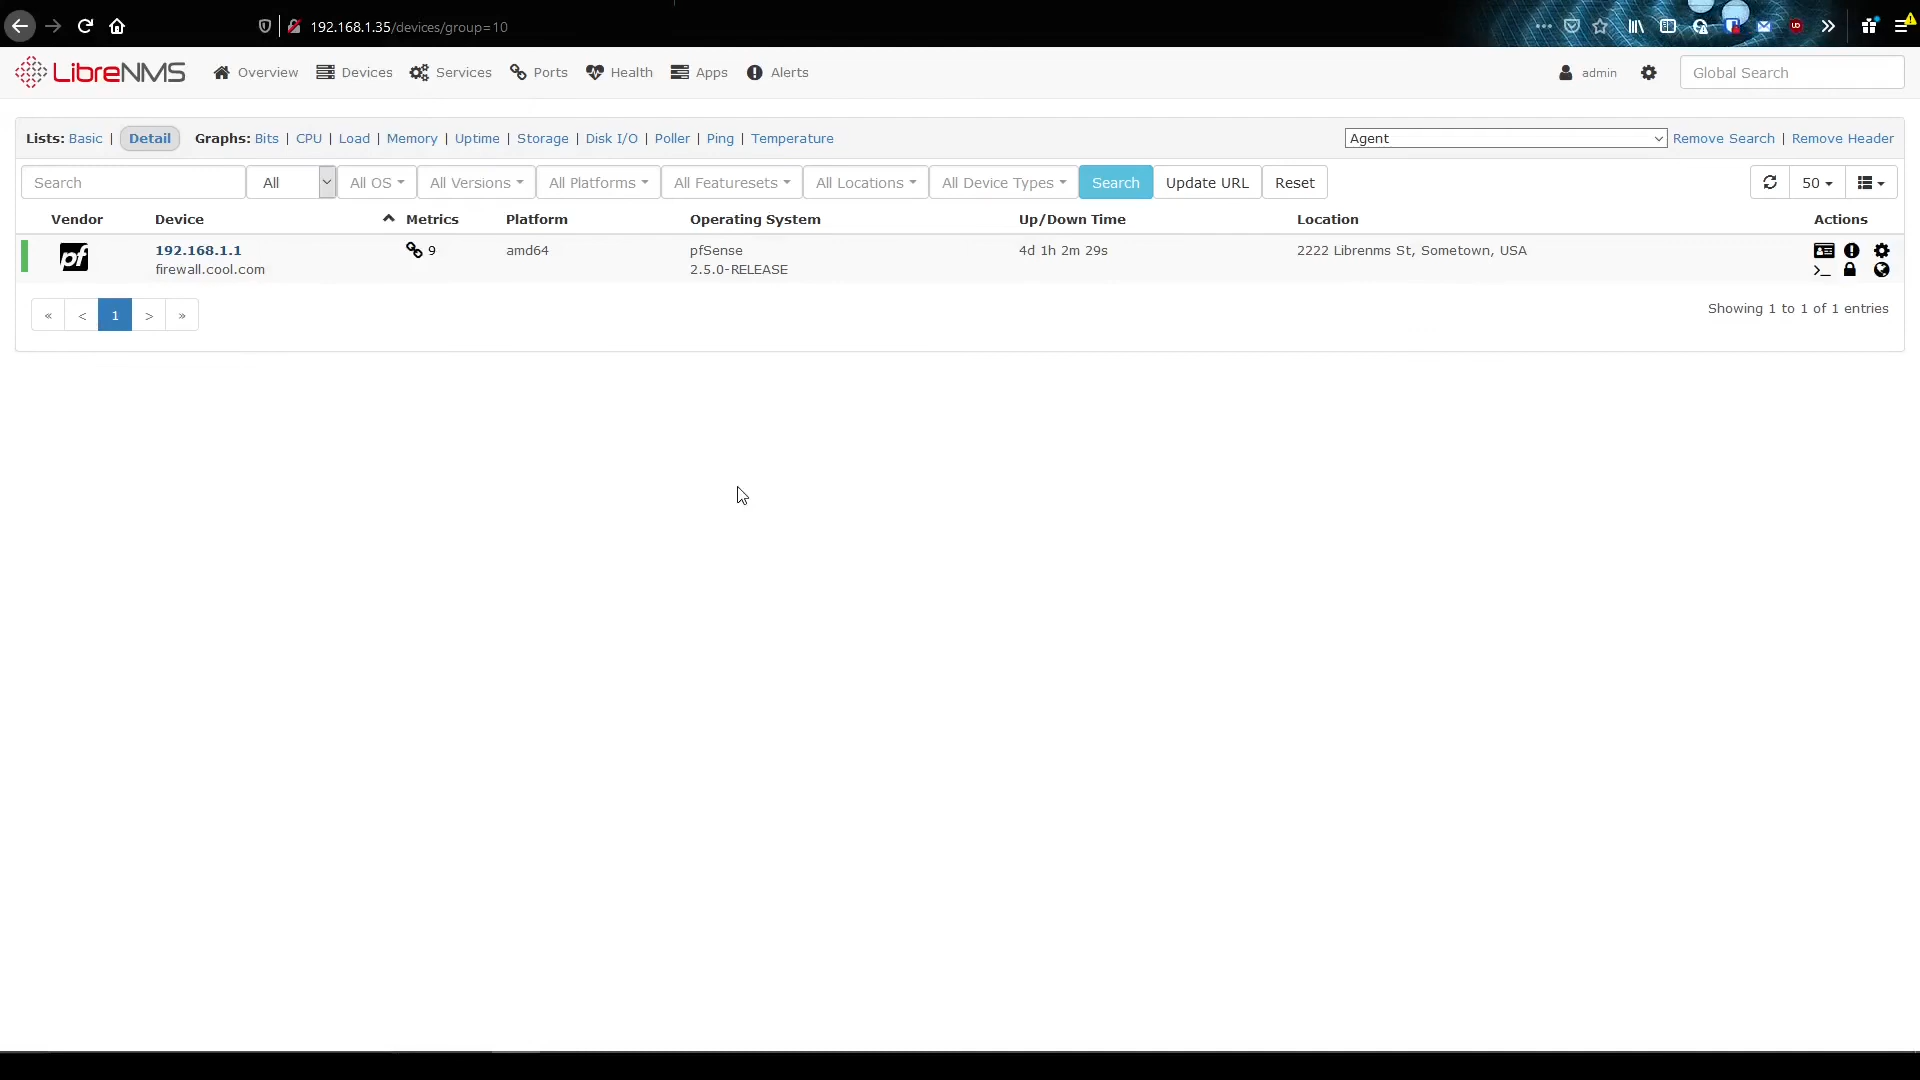 192.168.1.35/devices/group=10
LibreNMS Overview Devices Services Ports Health Apps Alerts admin Global Search
Lists: Basic | Detail Graphs: Bits | CPU | Load | Memory | Uptime | Storage | Disk I/O | Poller | Ping | Temperature Agent Remove Search | Remove Header
Search All All OS All Versions All Platforms All Featuresets All Locations All Device Types Search Update URL Reset 50
Vendor Device Metrics Platform Operating System Up/Down Time Location Actions
pf 192.168.1.1 9 amd64 pfSense 4d 1h 2m 29s 2222 Librenms St, Sometown, USA
firewall.cool.com 2.5.0-RELEASE
« < 1 > » Showing 1 to 1 of 1 entries